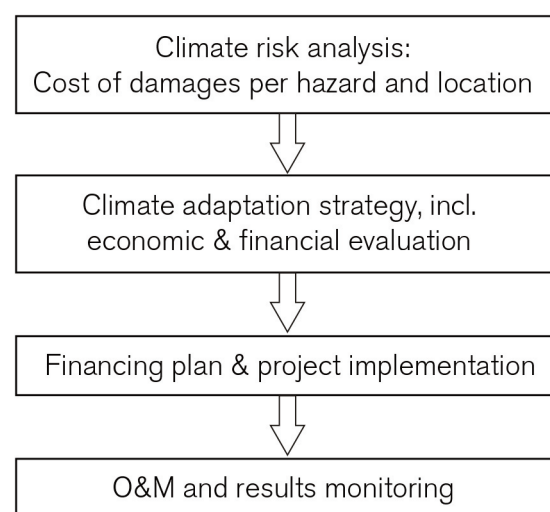 Climate risk analysis:
Cost of damages per hazard and location
Climate adaptation strategy, incl.
economic & financial evaluation
Financing plan & project implementation
O&M and results monitoring